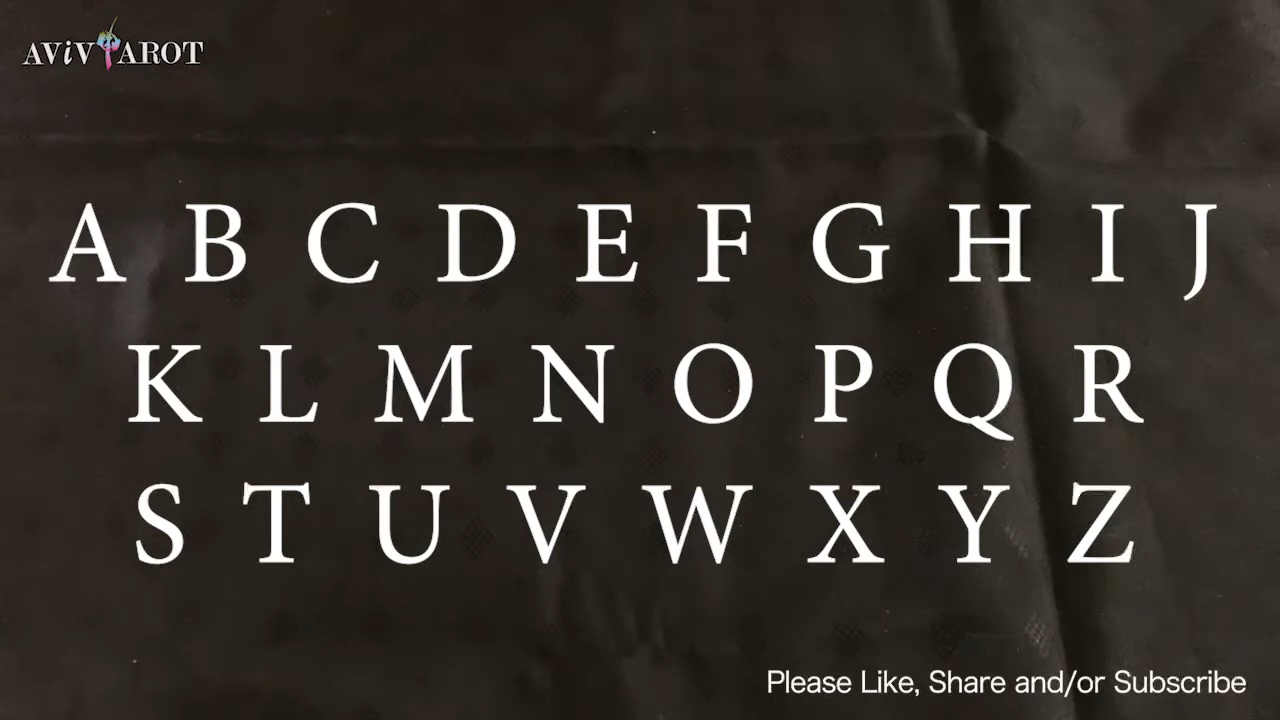 AViVTAROT
A B C D E F G H I J
K L M N O P Q R
S T U V W X Y Z
Please Like, Share and/or Subscribe